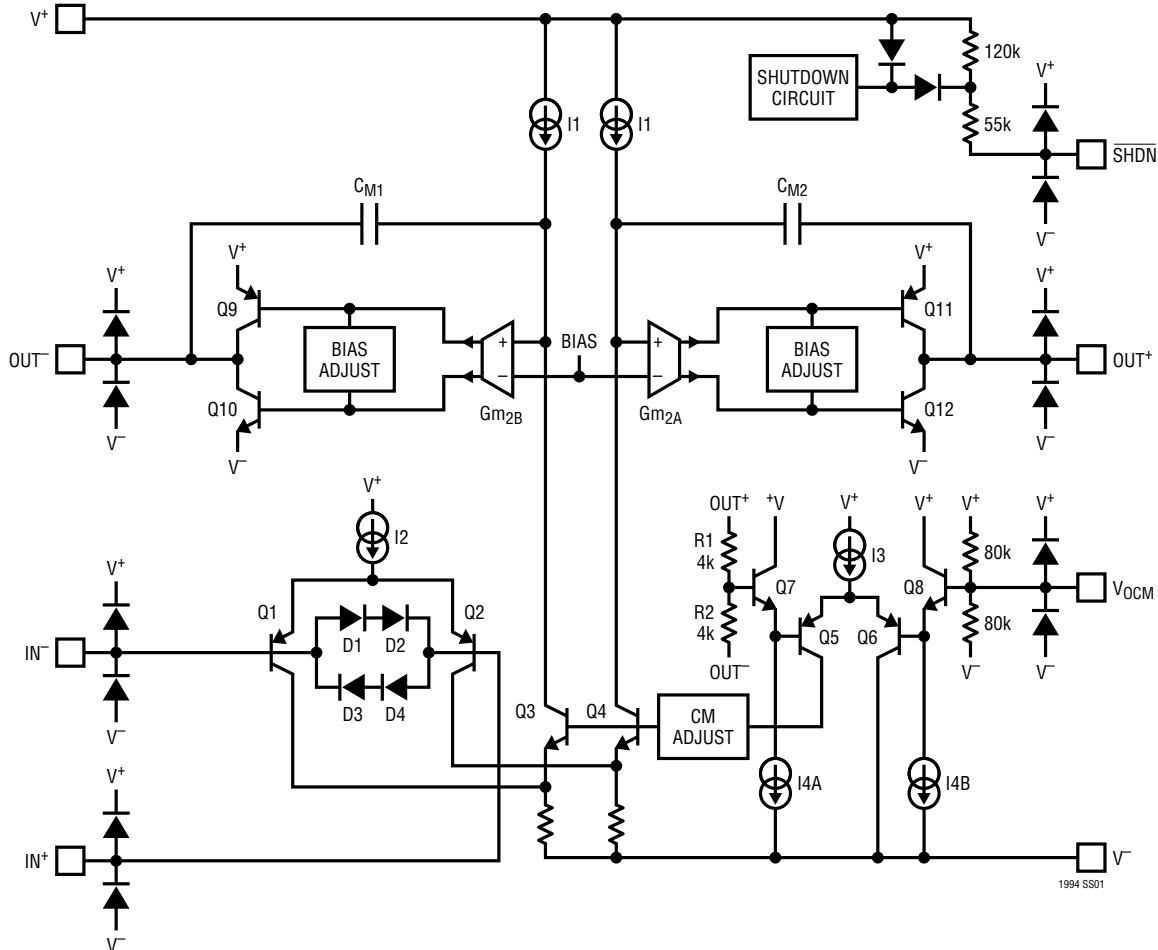 V+
120k
SHUTDOWN
CIRCUIT
V+
I1
I1
55k
SHDN
CM1
CM2
V–
V+
V+
V+
V+
Q9
Q11
BIAS
ADJUST
+
BIAS
+
BIAS
ADJUST
OUT–
OUT+
–
–
Q10
Gm2B
Gm2A
Q12
V–
V–
V–
V–
V+
OUT+
+V
V+
V+
V+
V+
I2
R1
4k
I3
80k
V+
Q1
Q2
Q7
Q8
VOCM
D1
D2
R2
4k
Q5
Q6
80k
IN–
OUT–
V–
V–
D3
D4
V–
Q3
Q4
CM
ADJUST
V+
I4A
I4B
IN+
V–
1994 SS01
V–